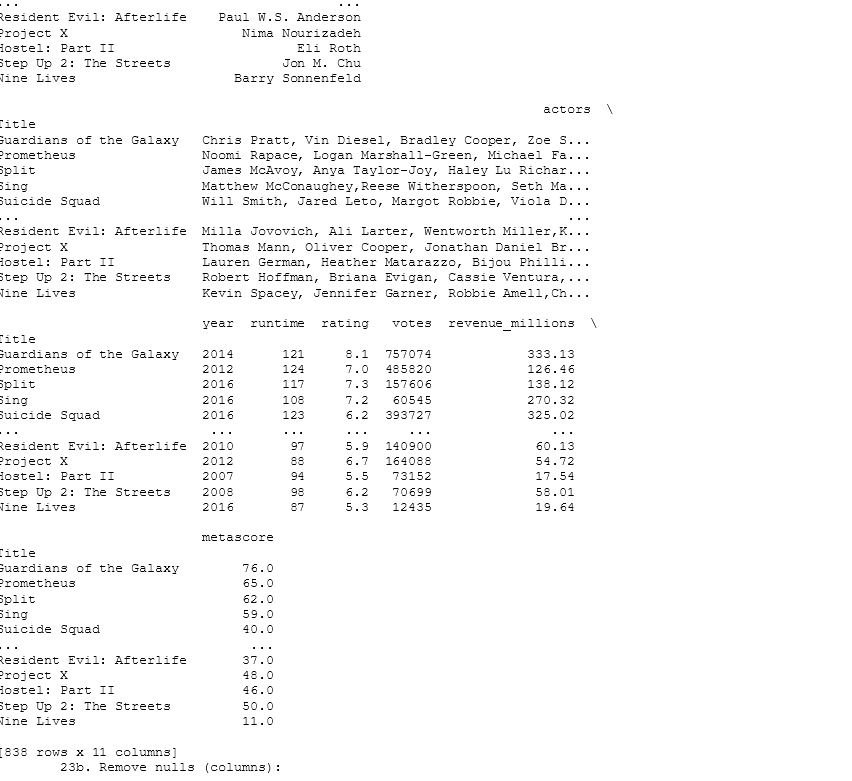 ...                                            ...
Resident Evil: Afterlife    Paul W.S. Anderson
Project X                       Nima Nourizadeh
Hostel: Part II                        Eli Roth
Step Up 2: The Streets               Jon M. Chu
Nine Lives                     Barry Sonnenfeld
actors  \
Title
Guardians of the Galaxy   Chris Pratt, Vin Diesel, Bradley Cooper, Zoe S...
Prometheus                Noomi Rapace, Logan Marshall-Green, Michael Fa...
Split                     James McAvoy, Anya Taylor-Joy, Haley Lu Richar...
Sing                      Matthew McConaughey,Reese Witherspoon, Seth Ma...
Suicide Squad             Will Smith, Jared Leto, Margot Robbie, Viola D...
...                                                                     ...
Resident Evil: Afterlife  Milla Jovovich, Ali Larter, Wentworth Miller,K...
Project X                 Thomas Mann, Oliver Cooper, Jonathan Daniel Br...
Hostel: Part II           Lauren German, Heather Matarazzo, Bijou Philli...
Step Up 2: The Streets    Robert Hoffman, Briana Evigan, Cassie Ventura,...
Nine Lives                Kevin Spacey, Jennifer Garner, Robbie Amell,Ch...
year  runtime  rating   votes  revenue_millions  \
Title
Guardians of the Galaxy   2014      121     8.1  757074            333.13
Prometheus                2012      124     7.0  485820            126.46
Split                     2016      117     7.3  157606            138.12
Sing                      2016      108     7.2   60545            270.32
Suicide Squad             2016      123     6.2  393727            325.02
...                        ...      ...     ...     ...               ...
Resident Evil: Afterlife  2010       97     5.9  140900             60.13
Project X                 2012       88     6.7  164088             54.72
Hostel: Part II           2007       94     5.5   73152             17.54
Step Up 2: The Streets    2008       98     6.2   70699             58.01
Nine Lives                2016       87     5.3   12435             19.64
metascore
Title
Guardians of the Galaxy        76.0
Prometheus                     65.0
Split                          62.0
Sing                           59.0
Suicide Squad                  40.0
...                             ...
Resident Evil: Afterlife       37.0
Project X                      48.0
Hostel: Part II                46.0
Step Up 2: The Streets         50.0
Nine Lives                     11.0
[838 rows x 11 columns]
23b. Remove nulls (columns):